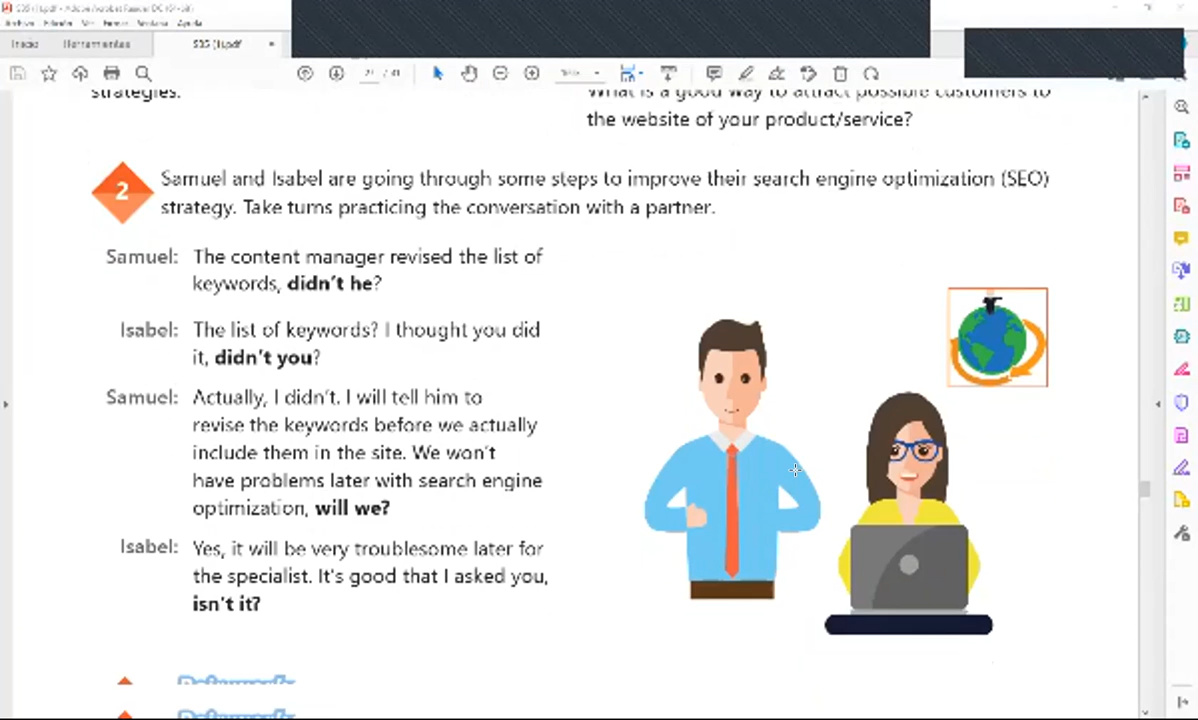 Inicio
Herramientas
strategies.
What is a good way to attract possible customers to
the website of your product/service?
2
Samuel and Isabel are going through some steps to improve their search engine optimization (SEO)
strategy. Take turns practicing the conversation with a partner.
Samuel: The content manager revised the list of
keywords, didn't he?
Isabel: The list of keywords? I thought you did
it, didn't you?
Samuel: Actually, I didn't. I will tell him to
revise the keywords before we actually
include them in the site. We won't
have problems later with search engine
optimization, will we?
Isabel: Yes, it will be very troublesome later for
the specialist. It's good that I asked you,
isn't it?